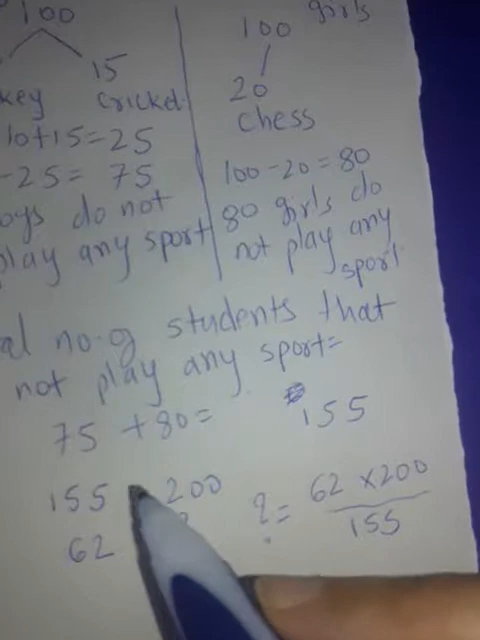 100
15
key cricket
10+15=25
-25= 75
oys do not
play any sport
girls
100
20
chess
100-20=80
80 girls do
not play any
sport
al no.of students that
not play any sport=
75 +80= 155
155 200
62
?= 62 x200
155